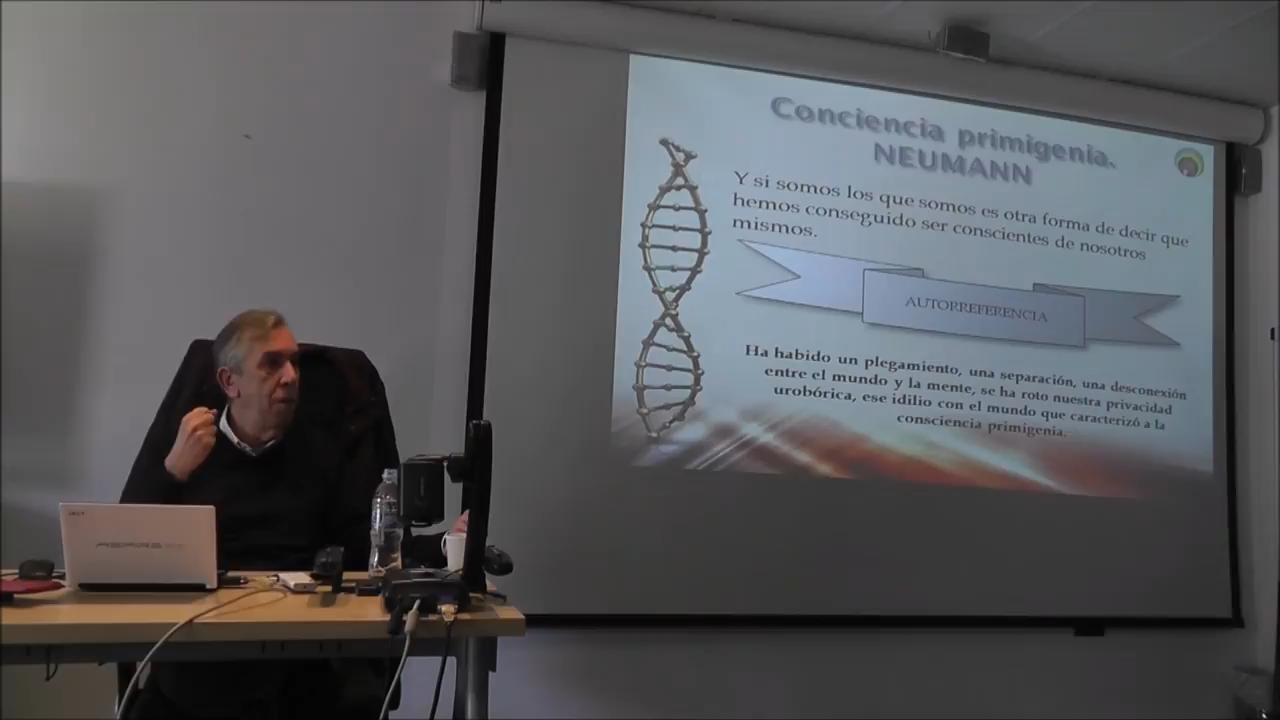 Conciencia primigenia.
NEUMANN
Y si somos los que somos es otra forma de decir que
hemos conseguido ser conscientes de nosotros
mismos.
AUTORREFERENCIA
Ha habido un plegamiento, una separación, una desconexión
entre el mundo y la mente, se ha roto nuestra privacidad
urobórica, ese idilio con el mundo que caracterizó a la
consciencia primigenia.
acer
ASPIRE